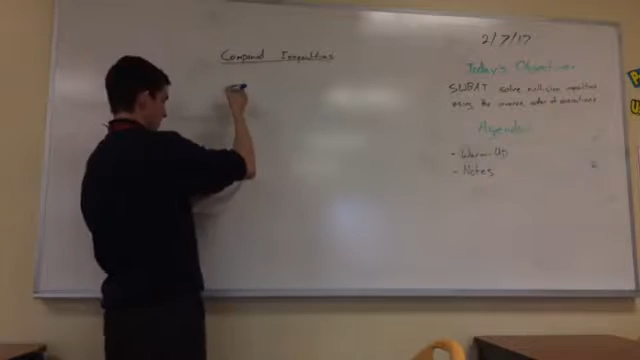 Compound Inequalities
2/7/17
Today's Objective:
SWBAT solve multi-step inequalities
using the inverse order of operations
Agenda
- Warm-Up
- Notes